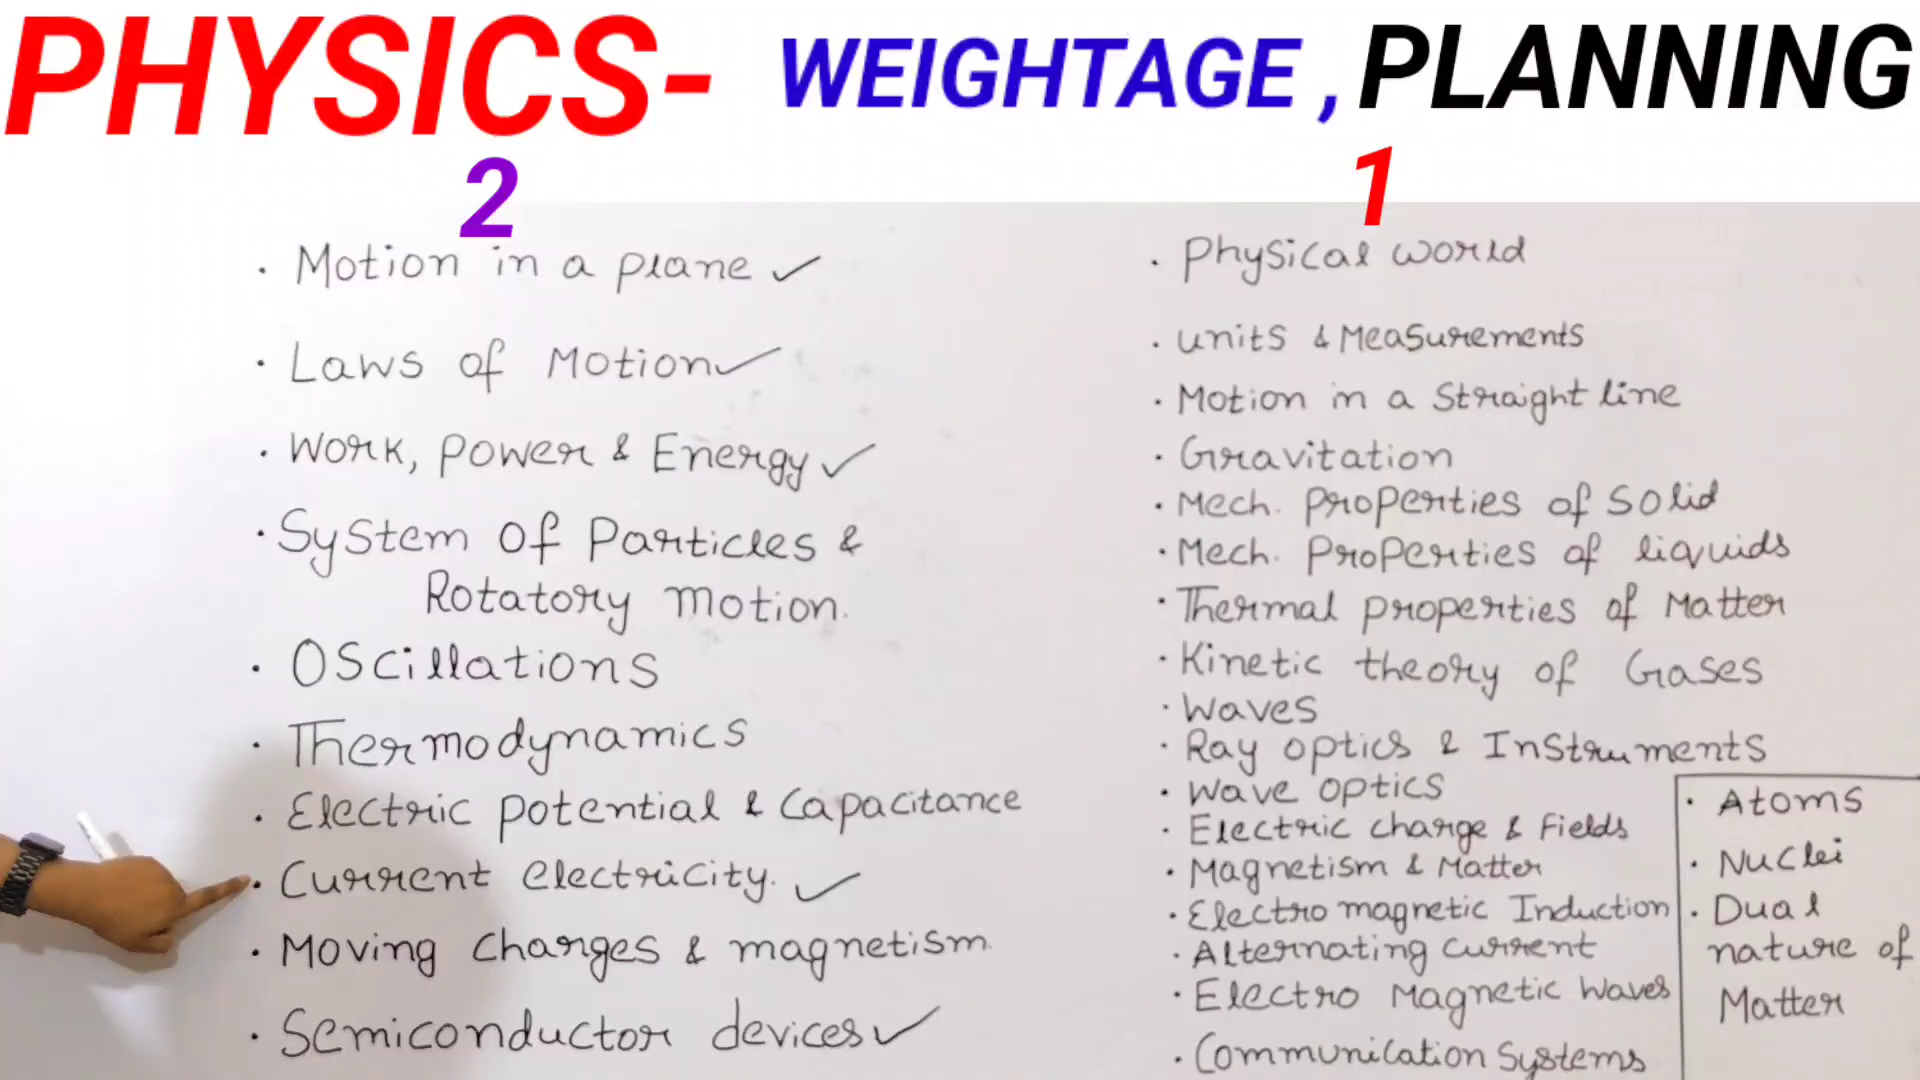 PHYSICS- WEIGHTAGE , PLANNING
2
• Motion in a plane ✓
• Laws of Motion ✓
• Work, Power & Energy ✓
• System of Particles &
Rotatory motion.
• Oscillations
• Thermodynamics
• Electric potential & Capacitance
• Current electricity. ✓
• Moving Charges & magnetism
• Semiconductor devices ✓
1
• Physical world
• units & Measurements
• Motion in a Straight line
• Gravitation
• Mech. Properties of Solid
• Mech. Properties of liquids
• Thermal properties of Matter
• Kinetic theory of Gases
• Waves
• Ray optics & Instruments
• Wave optics
• Electric charge & Fields
• Magnetism & Matter
• Electro magnetic Induction
• Alternating current
• Electro Magnetic Waves
• Communication Systems
• Atoms
• Nuclei
• Dual
nature of
Matter